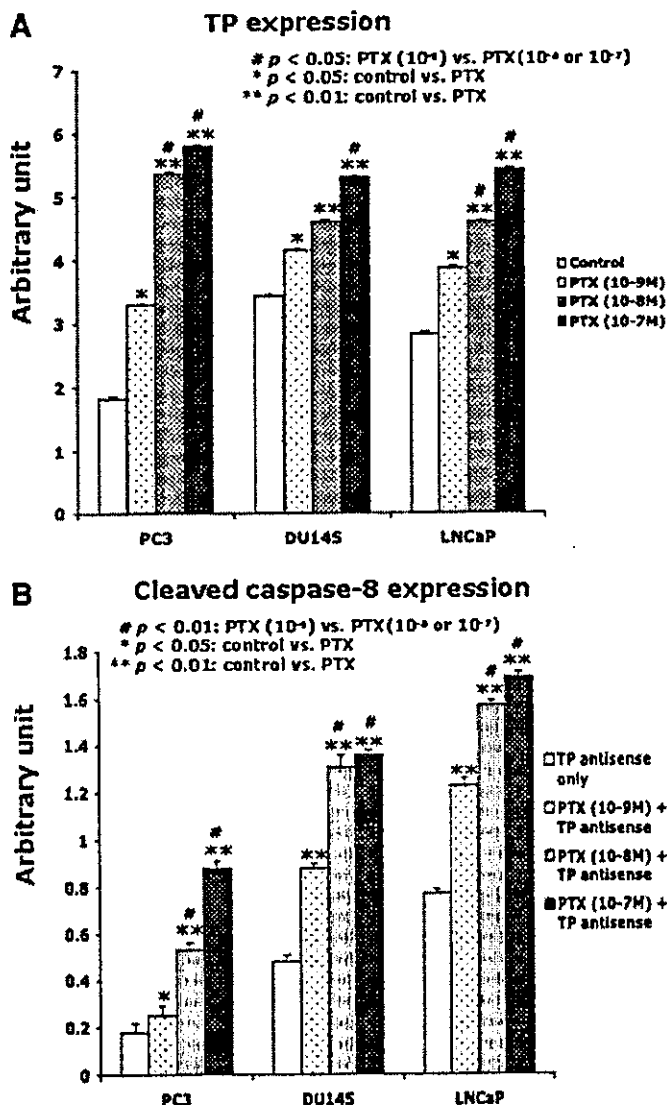 A
TP expression
# p < 0.05: PTX (10⁻⁹) vs. PTX(10⁻⁸ or 10⁻⁷)
* p < 0.05: control vs. PTX
** p < 0.01: control vs. PTX
Arbitrary unit
7
6
5
4
3
2
1
0
*
#
**
#
**
*
**
#
**
*
#
**
#
**
PC3
DU145
LNCaP
Control
PTX (10-9M)
PTX (10-8M)
PTX (10-7M)
B
Cleaved caspase-8 expression
# p < 0.01: PTX (10⁻⁹) vs. PTX(10⁻⁸ or 10⁻⁷)
* p < 0.05: control vs. PTX
** p < 0.01: control vs. PTX
Arbitrary unit
1.8
1.6
1.4
1.2
1
0.8
0.6
0.4
0.2
0
*
#
**
#
**
**
#
**
#
**
**
#
**
#
**
PC3
DU145
LNCaP
TP antisense
only
PTX (10-9M) +
TP antisense
PTX (10-8M) +
TP antisense
PTX (10-7M) +
TP antisense